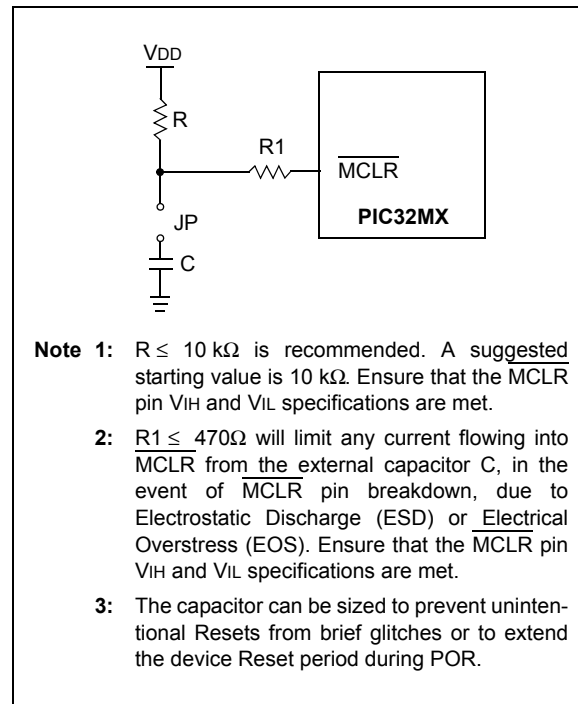 VDD
R
R1
MCLR
PIC32MX
JP
C
Note 1: R ≤ 10 kΩ is recommended. A suggested
starting value is 10 kΩ. Ensure that the MCLR
pin VIH and VIL specifications are met.
2: R1 ≤ 470Ω will limit any current flowing into
MCLR from the external capacitor C, in the
event of MCLR pin breakdown, due to
Electrostatic Discharge (ESD) or Electrical
Overstress (EOS). Ensure that the MCLR pin
VIH and VIL specifications are met.
3: The capacitor can be sized to prevent uninten-
tional Resets from brief glitches or to extend
the device Reset period during POR.